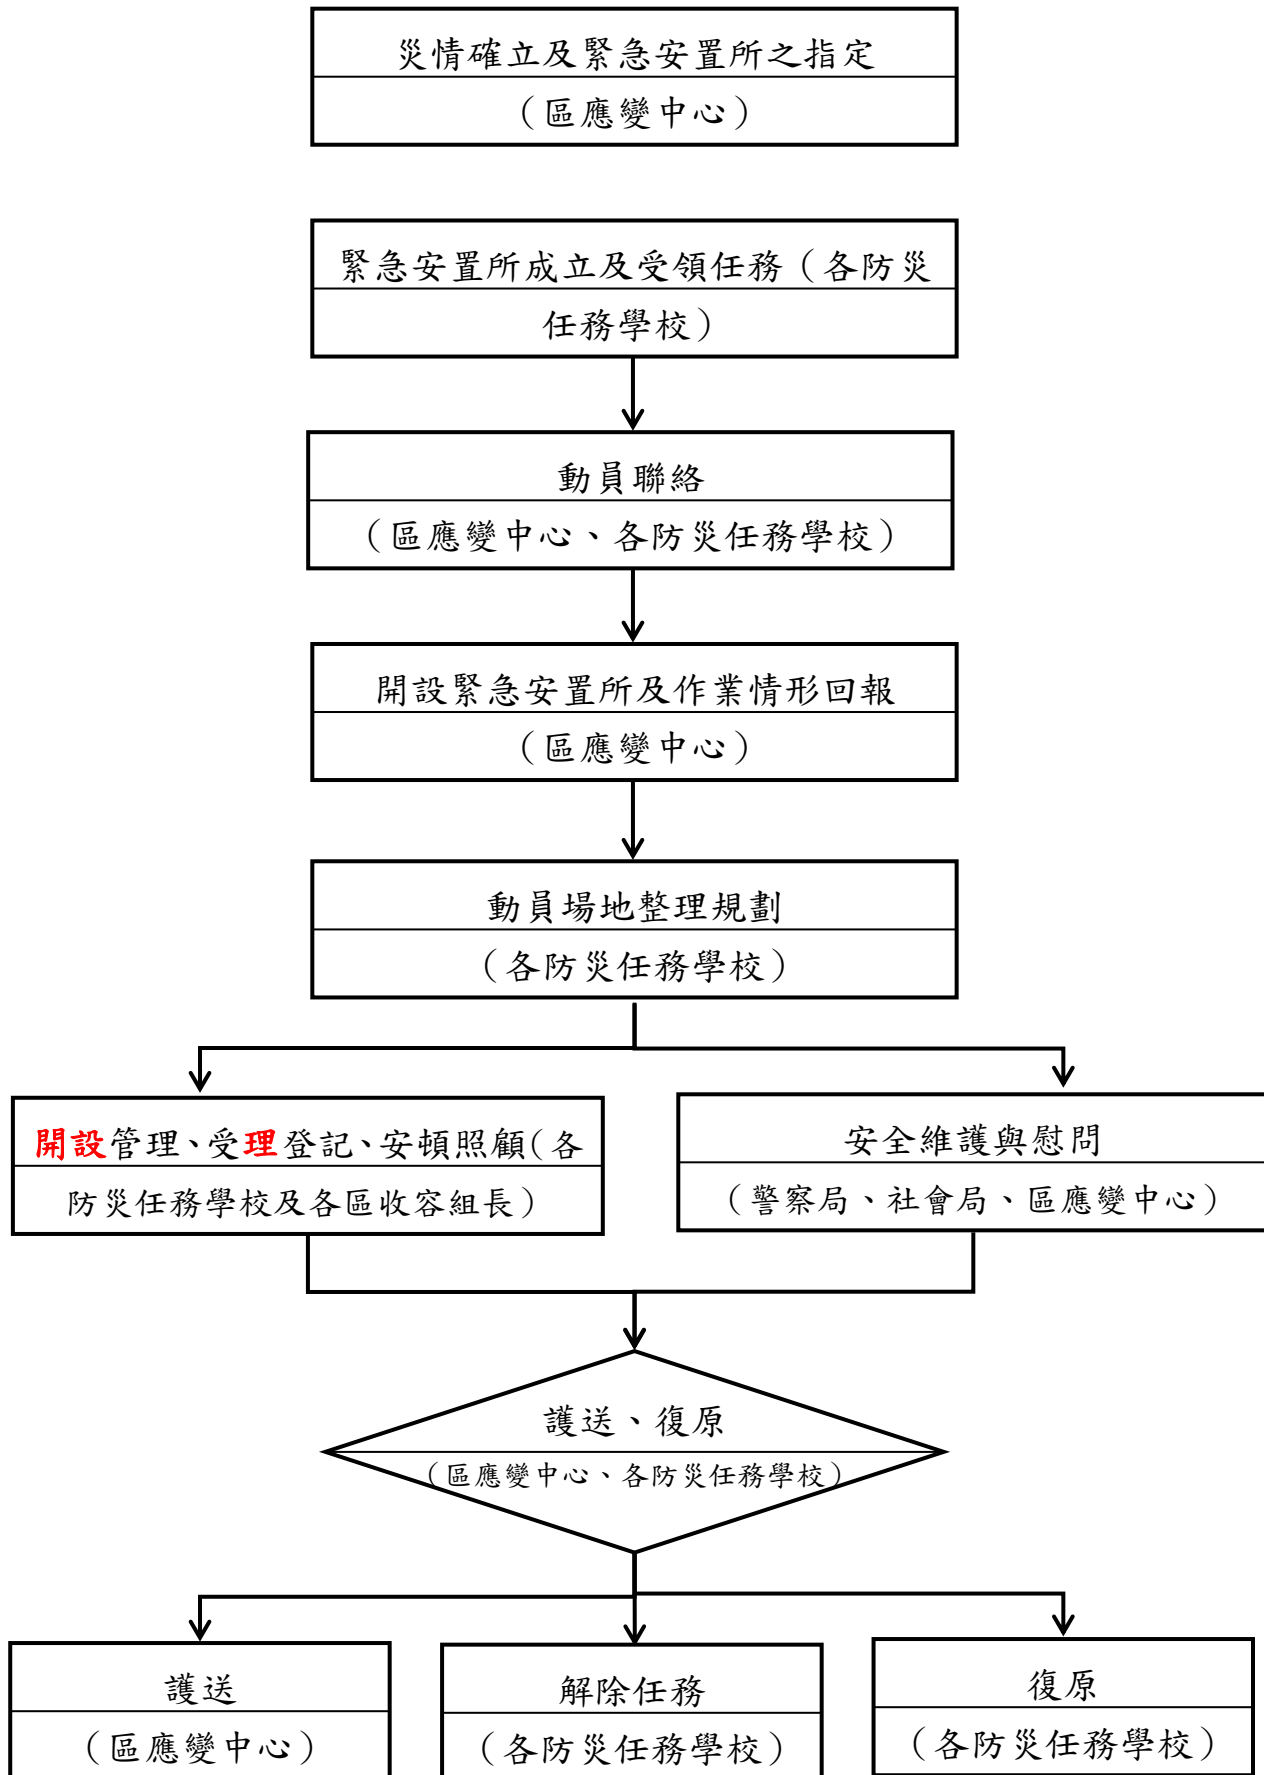 災情確立及緊急安置所之指定
（區應變中心）
緊急安置所成立及受領任務（各防災
任務學校）
動員聯絡
（區應變中心、各防災任務學校）
開設緊急安置所及作業情形回報
（區應變中心）
動員場地整理規劃
（各防災任務學校）
開設管理、受理登記、安頓照顧（各
防災任務學校及各區收容組長）
安全維護與慰問
（警察局、社會局、區應變中心）
護送、復原
（區應變中心、各防災任務學校）
護送
（區應變中心）
解除任務
（各防災任務學校）
復原
（各防災任務學校）